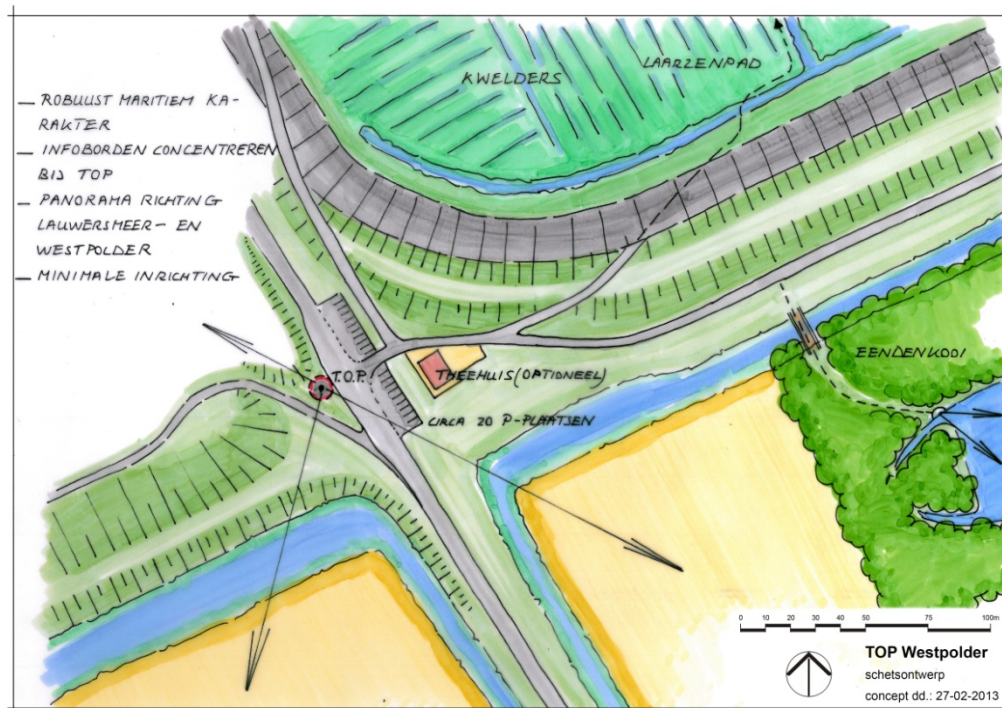 — ROBUUST MARITIEM KA-
RAKTER
— INFOBORDEN CONCENTREREN
BIJ TOP
— PANORAMA RICHTING
LAUWERSMEER- EN
WESTPOLDER
— MINIMALE INRICHTING
KWELDERS
LAARZENPAD
EENDENKOOI
T.O.P.
THEEHUIS (OPTIONEEL)
CIRCA 20 P-PLAATSEN
0 10 20 30 40 50 75 100m
TOP Westpolder
schetsontwerp
concept dd.: 27-02-2013